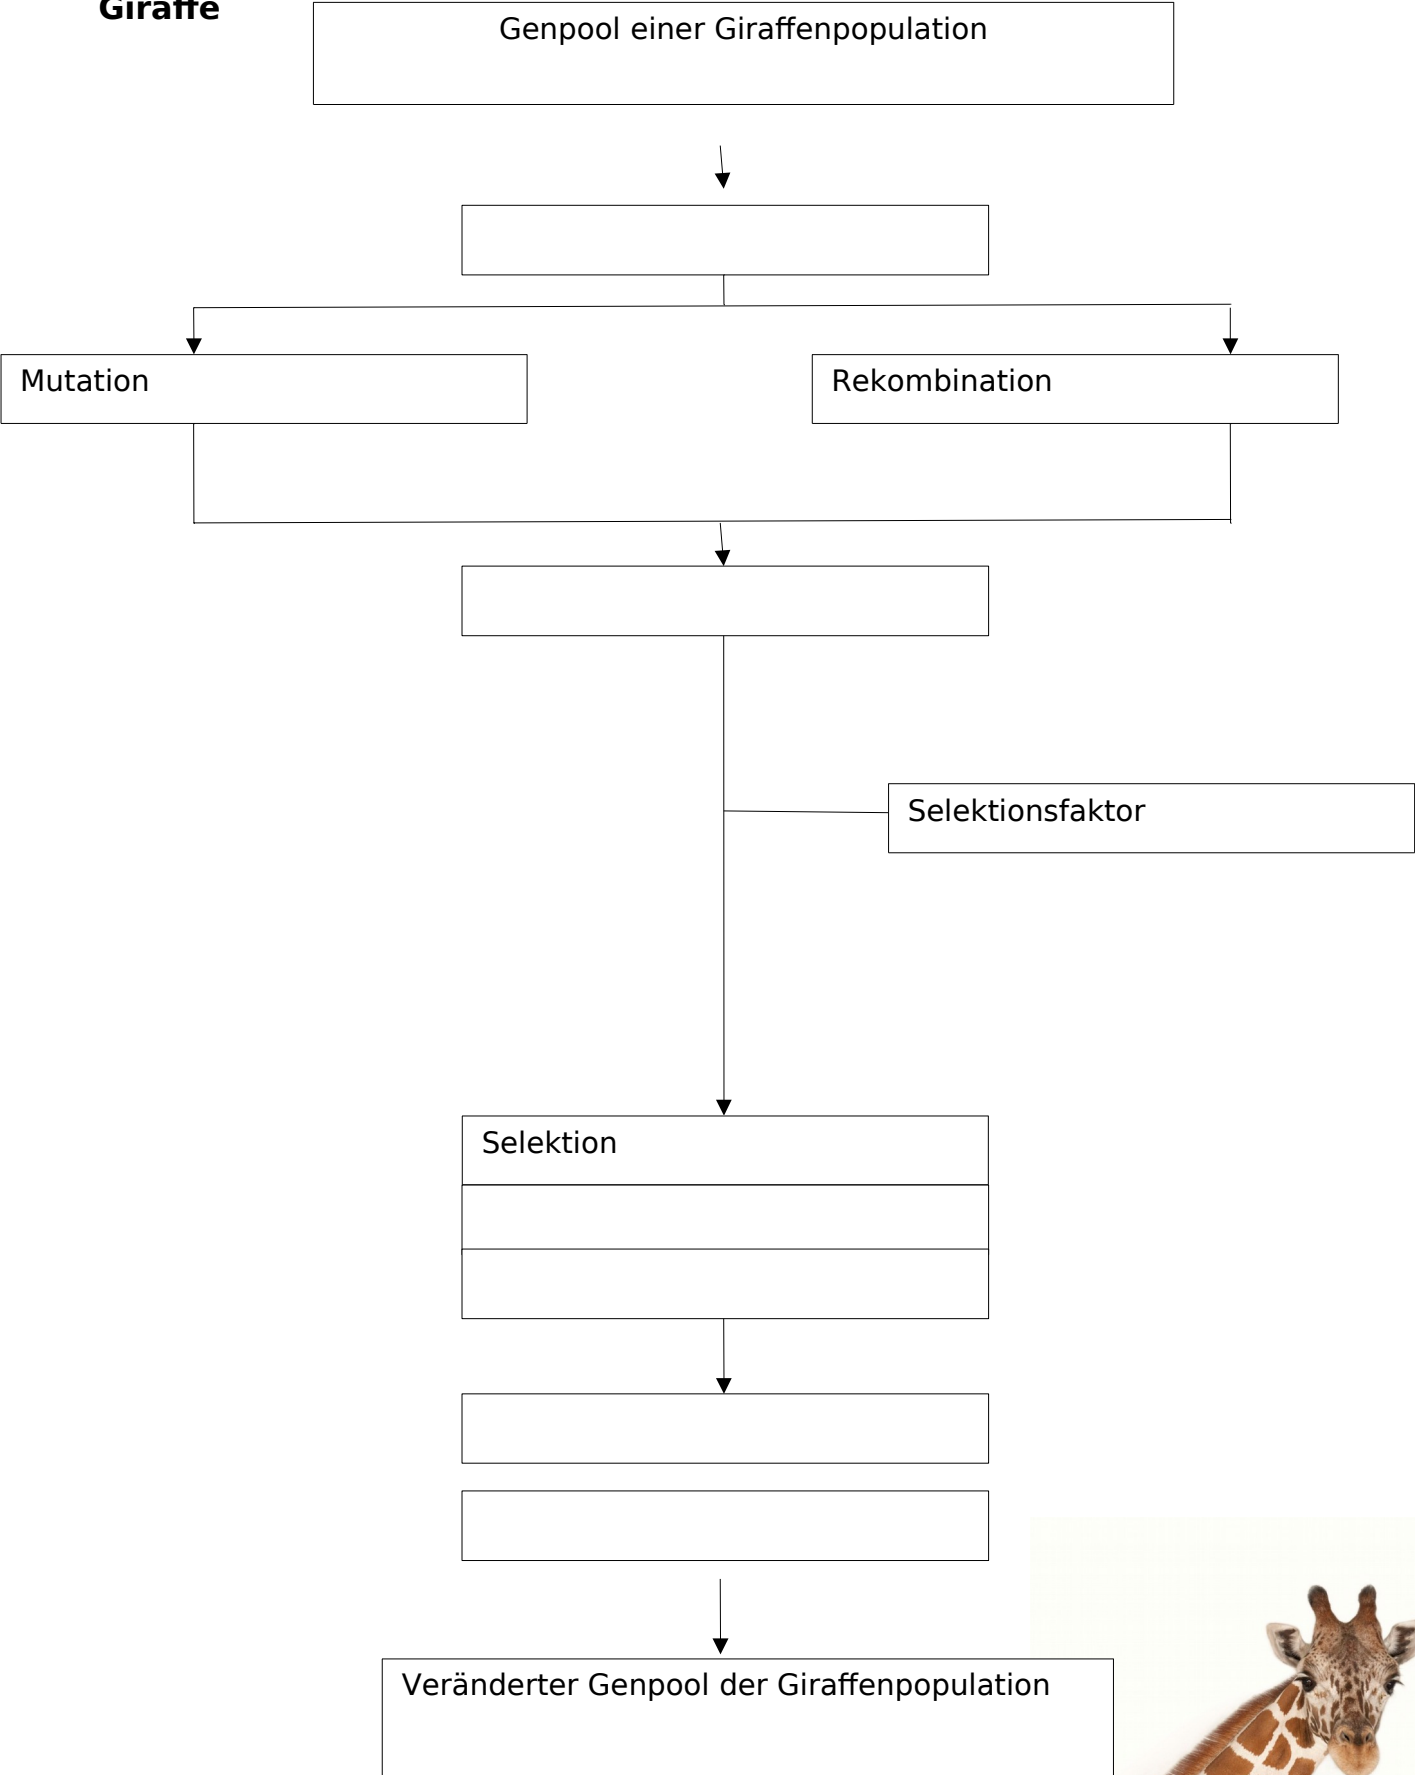 Giraffe
Genpool einer Giraffenpopulation
Mutation
Rekombination
Selektionsfaktor
Selektion
Veränderter Genpool der Giraffenpopulation